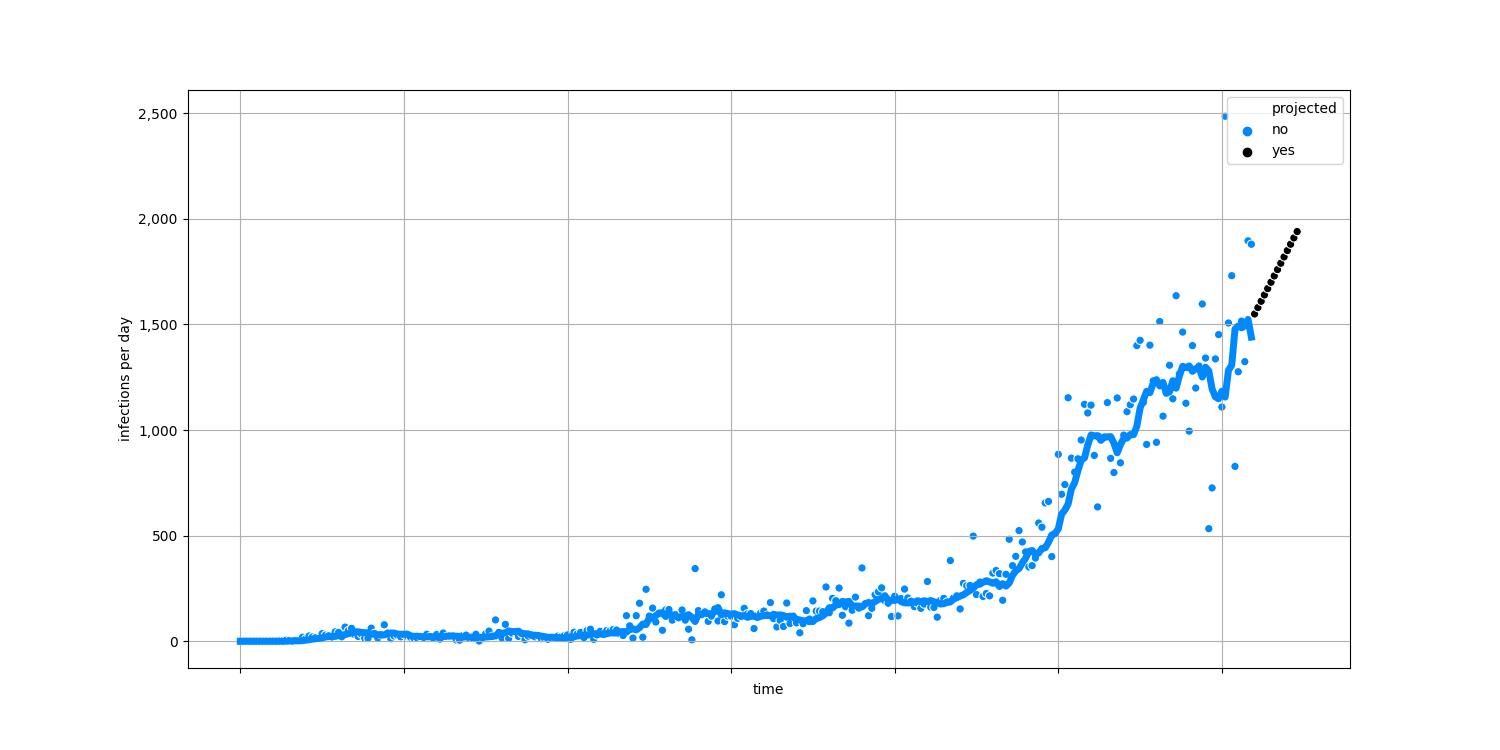 2,500
2,000
1,500
1,000
500
0
infections per day
time
projected
no
yes